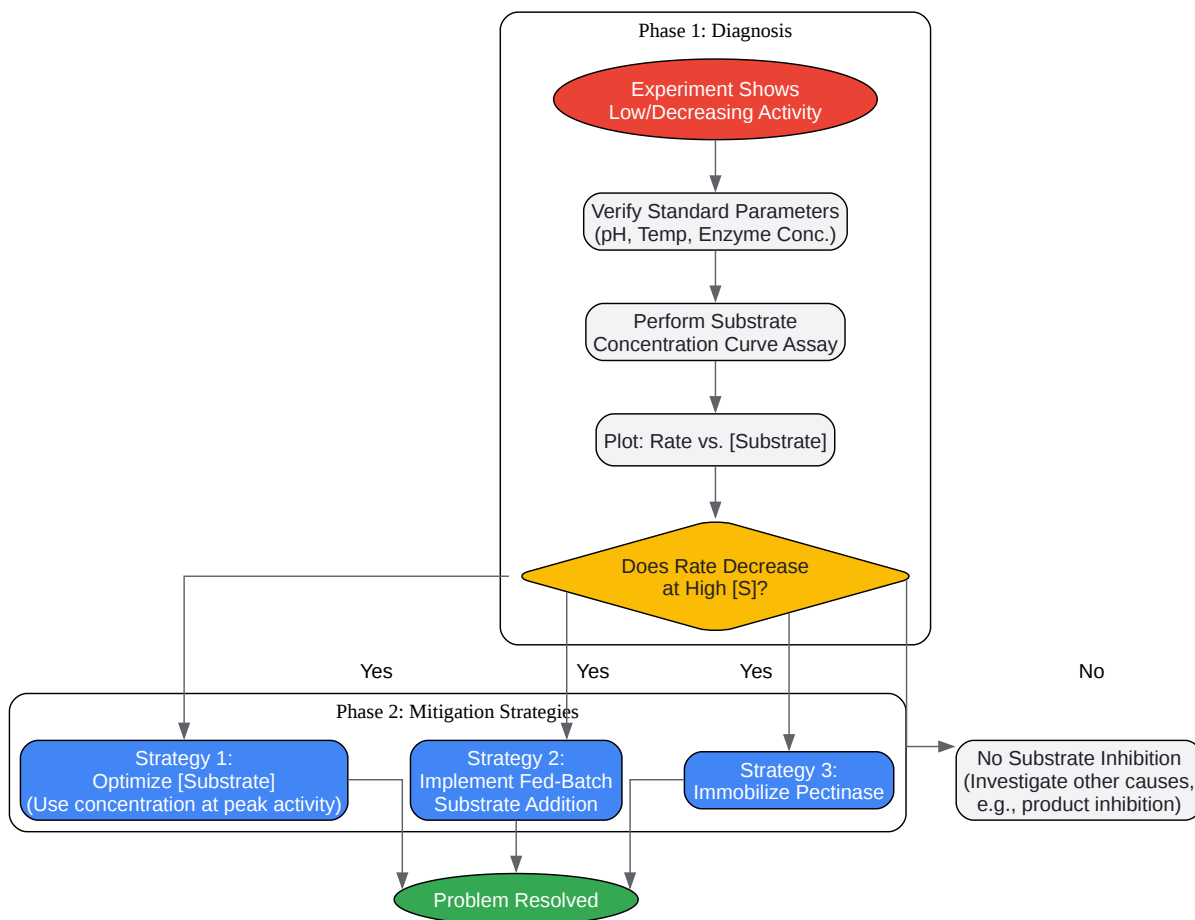 Phase 1: Diagnosis
Experiment Shows
Low/Decreasing Activity
Verify Standard Parameters
(pH, Temp, Enzyme Conc.)
Perform Substrate
Concentration Curve Assay
Plot: Rate vs. [Substrate]
Does Rate Decrease
at High [S]?
Yes
Yes
Yes
No
Phase 2: Mitigation Strategies
Strategy 1:
Optimize [Substrate]
(Use concentration at peak activity)
Strategy 2:
Implement Fed-Batch
Substrate Addition
Strategy 3:
Immobilize Pectinase
No Substrate Inhibition
(Investigate other causes,
e.g., product inhibition)
Problem Resolved